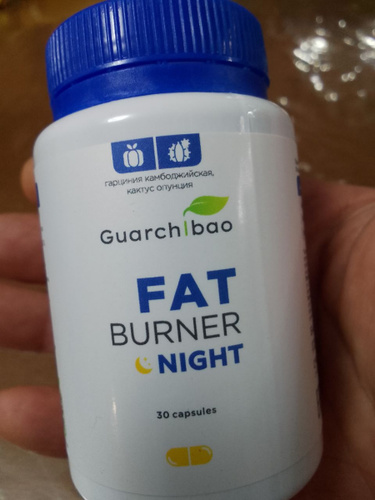 гарциния камбоджийская,
кактус опунция
Guarchibao
FAT
BURNER
NIGHT
30 capsules